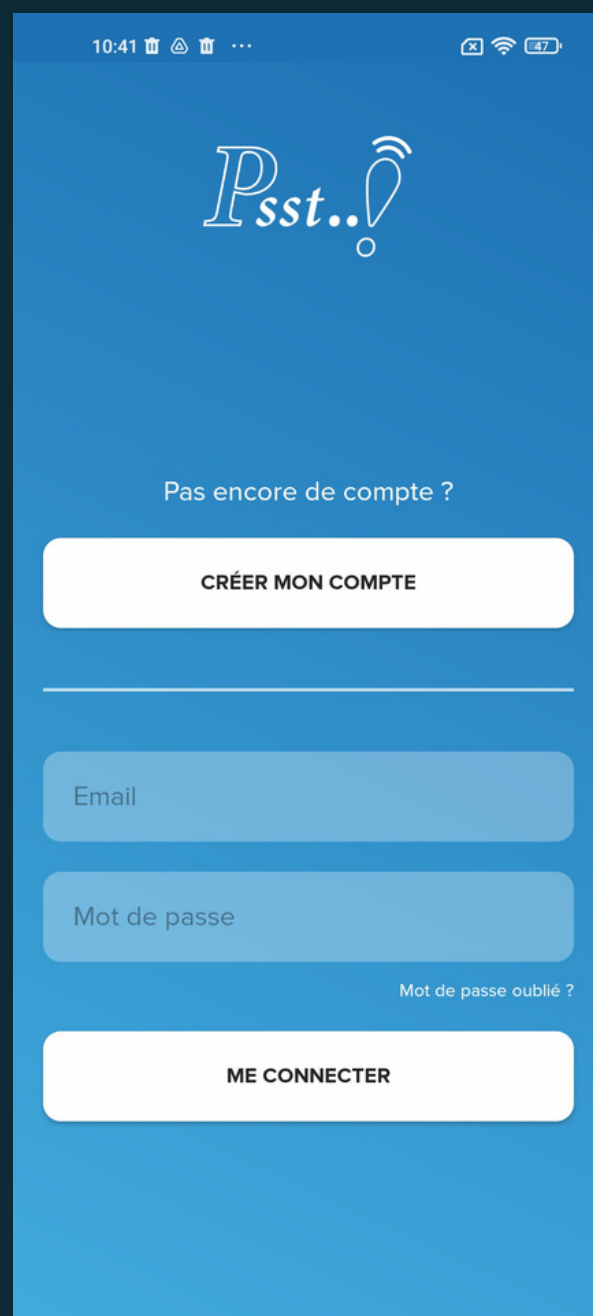 10:41
47
Psst..!
Pas encore de compte ?
CRÉER MON COMPTE
Email
Mot de passe
Mot de passe oublié ?
ME CONNECTER